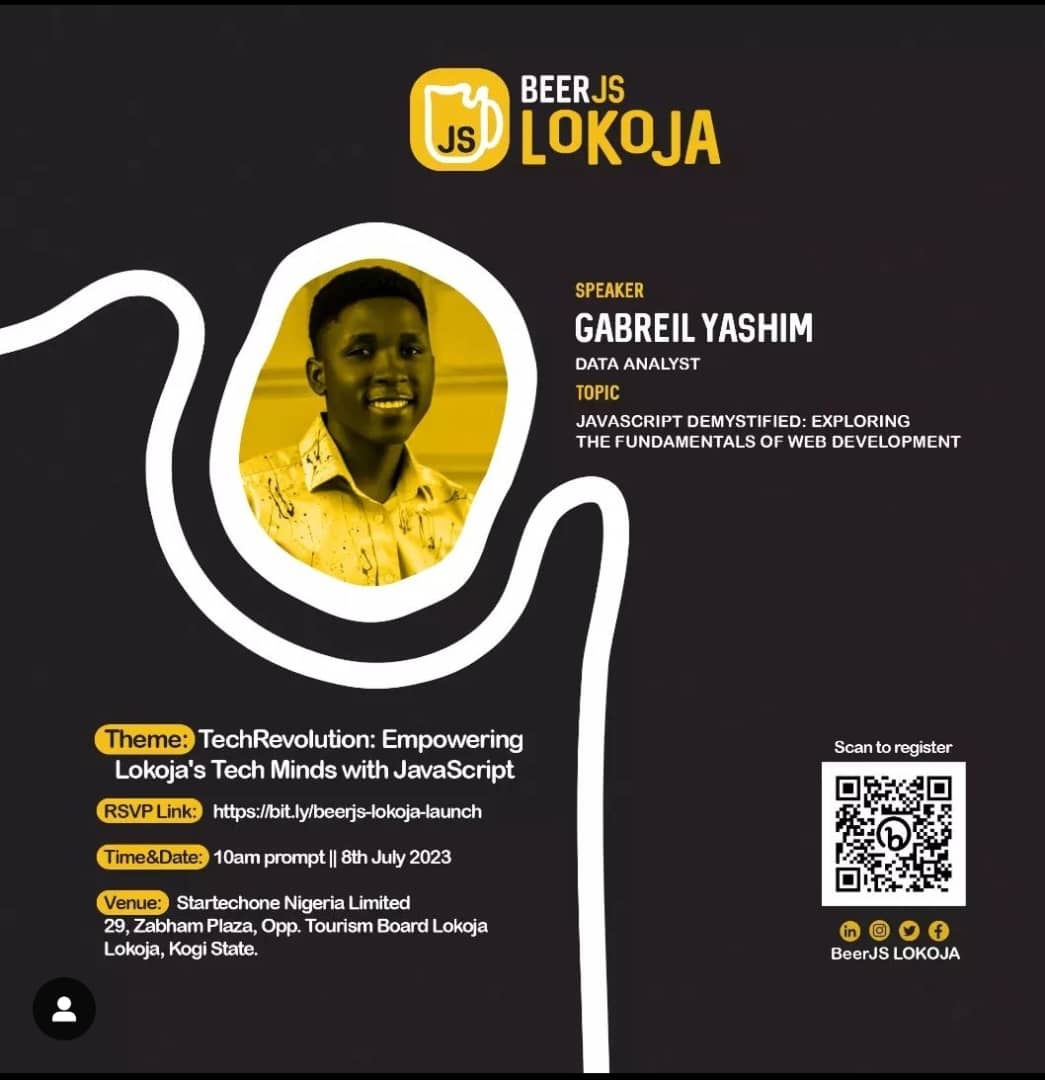 BEERJS
LOKOJA
JS
SPEAKER
GABREIL YASHIM
DATA ANALYST
TOPIC
JAVASCRIPT DEMYSTIFIED: EXPLORING
THE FUNDAMENTALS OF WEB DEVELOPMENT
Theme: TechRevolution: Empowering
Lokoja's Tech Minds with JavaScript
RSVP Link: https://bit.ly/beerjs-lokoja-launch
Time&Date: 10am prompt || 8th July 2023
Venue: Startechone Nigeria Limited
29, Zabham Plaza, Opp. Tourism Board Lokoja
Lokoja, Kogi State.
Scan to register
b
in
f
BeerJS LOKOJA